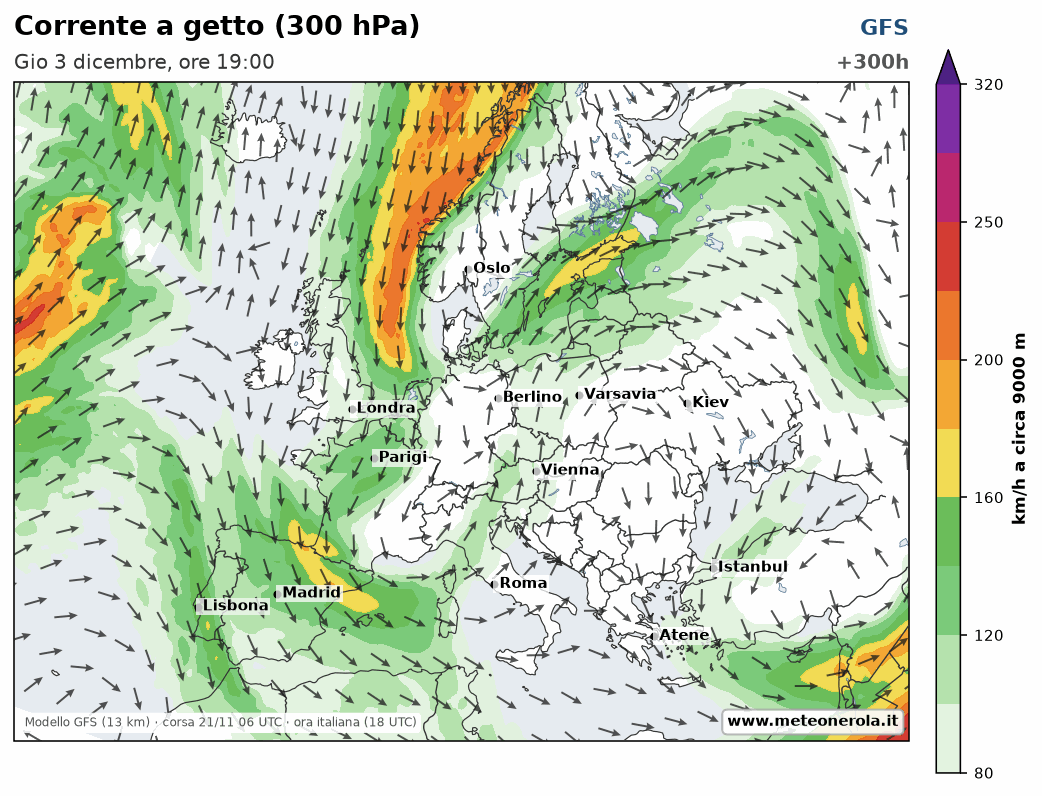 Corrente a getto (300 hPa)
GFS
Gio 3 dicembre, ore 19:00
+300h
320
250
200
160
120
80
km/h a circa 9000 m
Oslo
Londra
Berlino
Varsavia
Kiev
Parigi
Vienna
Istanbul
Madrid
Roma
Lisbona
Atene
Modello GFS (13 km) · corsa 21/11 06 UTC · ora italiana (18 UTC)
www.meteonerola.it